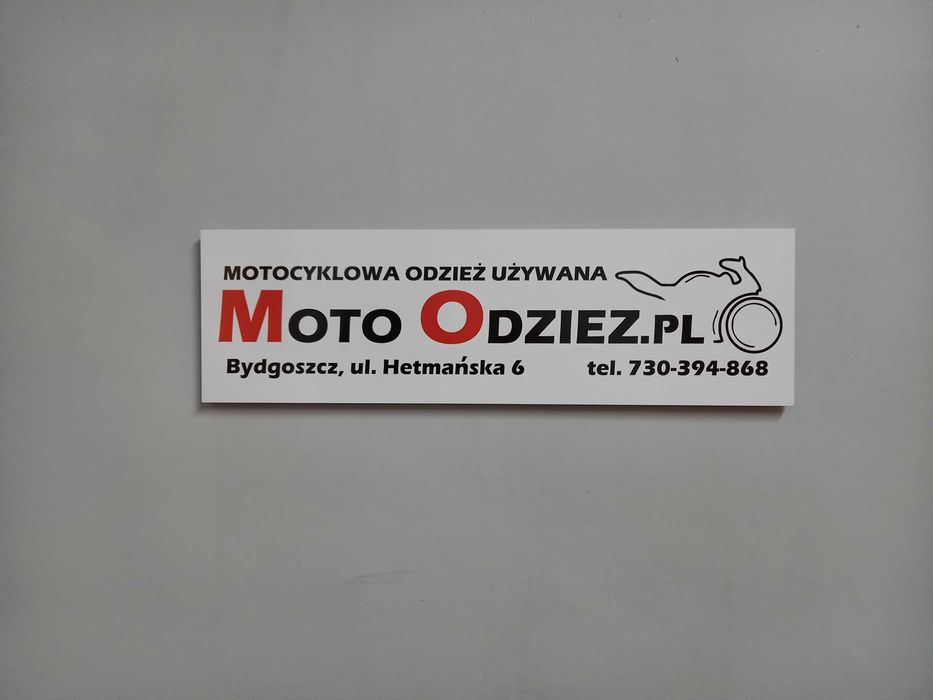 MOTOCYKLOWA ODZIEŻ UŻYWANA
MOTO ODZIEZ.PL
Bydgoszcz, ul. Hetmańska 6 tel. 730-394-868